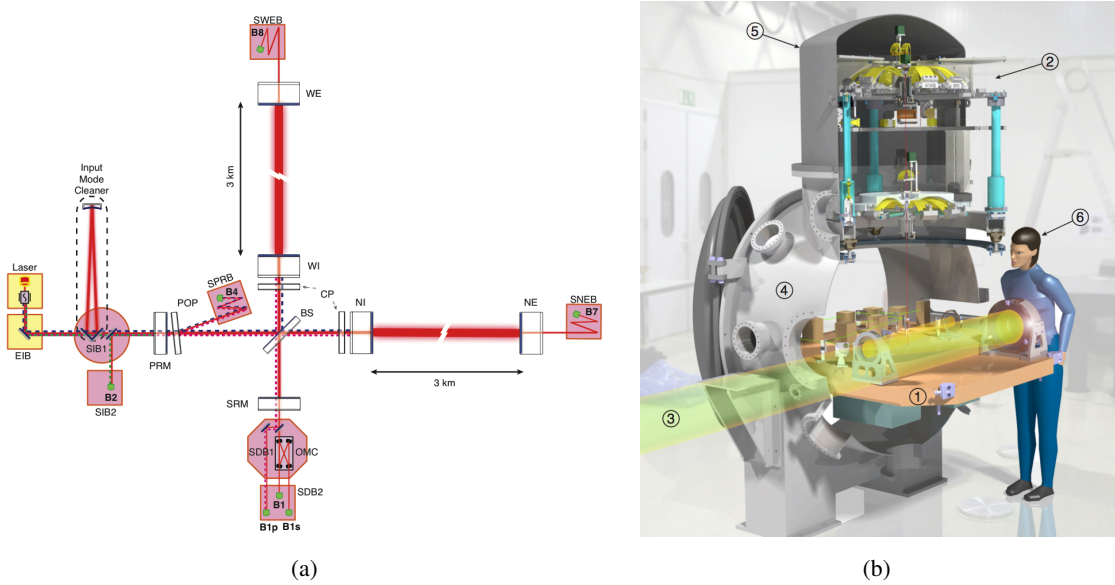 SWEB
B8
WE
3 km
Input
Mode
Cleaner
Laser
WI
SPRB
B4
POP
CP
BS
NI
NE
SNEB
B7
EIB
SIB1
PRM
3 km
B2
SIB2
SRM
SDB1
OMC
SDB2
B1
B1p
B1s
(a)
5
2
6
4
1
3
(b)